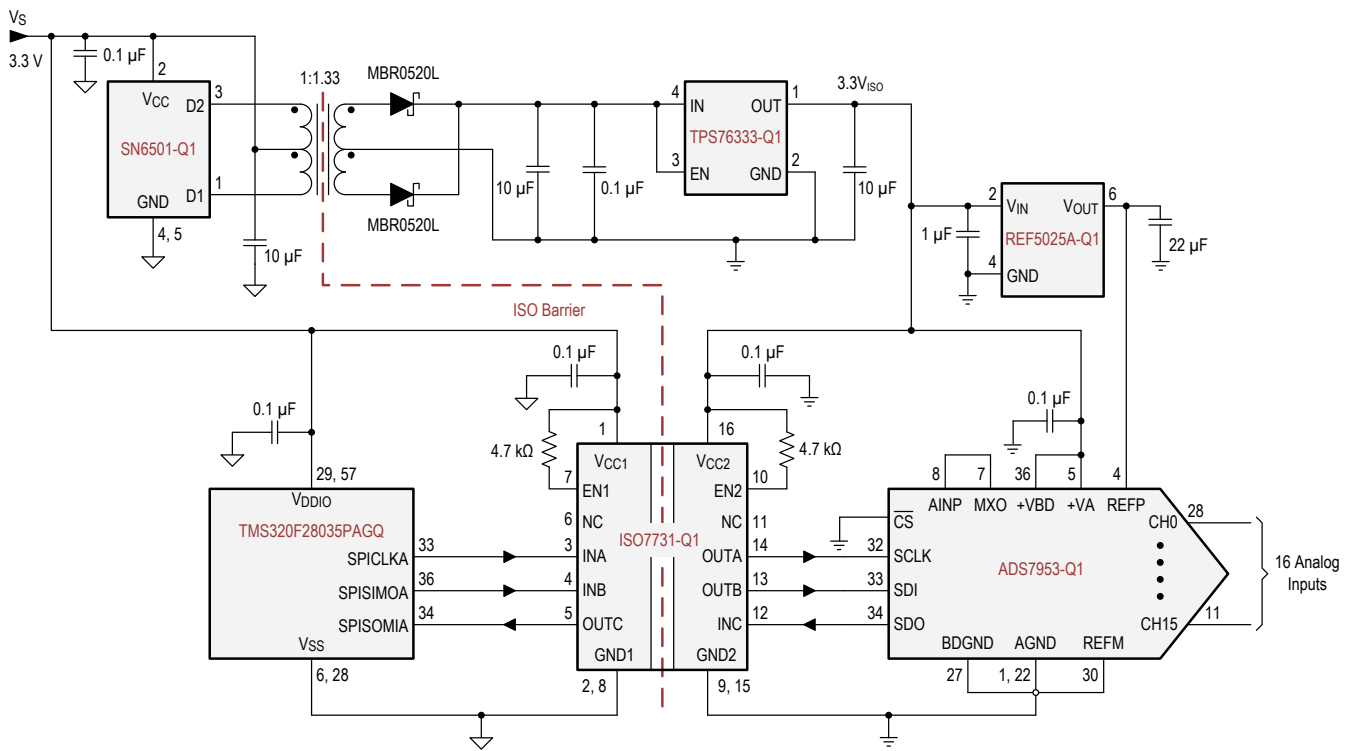 VS
3.3 V
0.1 µF
2
VCC
3
D2
SN6501-Q1
1
D1
GND
4, 5
10 µF
1:1.33
MBR0520L
MBR0520L
10 µF
0.1 µF
4
IN
OUT
1
TPS76333-Q1
3
EN
GND
2
3.3VISO
10 µF
2
VIN
VOUT
6
REF5025A-Q1
1 µF
4
GND
22 µF
ISO Barrier
0.1 µF
0.1 µF
0.1 µF
0.1 µF
4.7 kΩ
4.7 kΩ
29, 57
VDDIO
TMS320F28035PAGQ
SPICLKA
33
SPISIMOA
36
SPISOMIA
34
VSS
6, 28
1
16
VCC1
VCC2
7
EN1
EN2
10
6
NC
NC
11
ISO7731-Q1
3
INA
OUTA
14
4
INB
OUTB
13
5
OUTC
INC
12
GND1
GND2
2, 8
9, 15
8
7
36
5
4
AINP
MXO
+VBD
+VA
REFP
CS
28
CH0
32
SCLK
ADS7953-Q1
33
SDI
34
SDO
CH15
11
16 Analog
Inputs
BDGND
AGND
REFM
27
1, 22
30